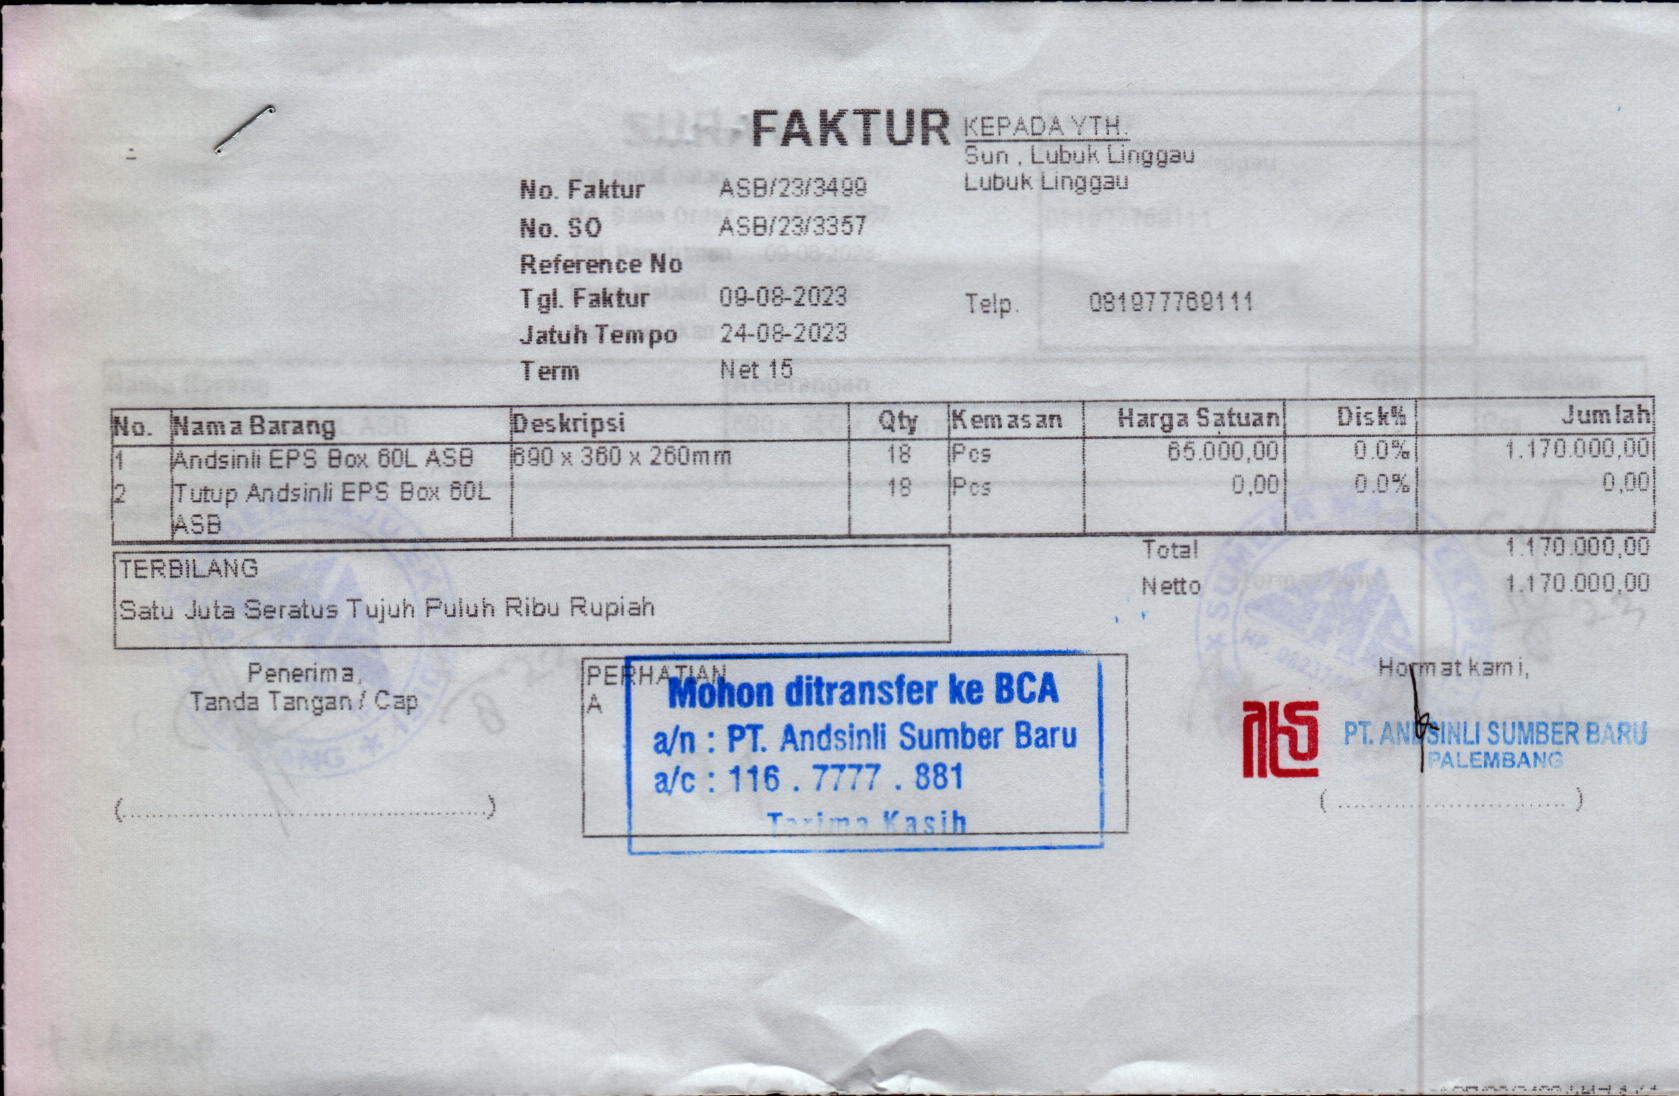 FAKTUR
KEPADA YTH.
Sun , Lubuk Linggau
Lubuk Linggau
No. Faktur ASB/23/3499
No. SO ASB/23/3357
Reference No
Tgl. Faktur 09-08-2023
Telp. 081977769111
Jatuh Tempo 24-08-2023
Term Net 15
No. Nama Barang Deskripsi Qty Kemasan Harga Satuan Disk% Jumlah
1 Andsinli EPS Box 60L ASB 690 x 360 x 260mm 18 Pcs 65.000,00 0.0% 1.170.000,00
2 Tutup Andsinli EPS Box 60L 18 Pcs 0,00 0.0% 0,00
ASB
Total 1.170.000,00
Netto 1.170.000,00
TERBILANG
Satu Juta Seratus Tujuh Puluh Ribu Rupiah
Penerima,
Tanda Tangan / Cap
PERHATIAN
A
Mohon ditransfer ke BCA
a/n : PT. Andsinli Sumber Baru
a/c : 116 . 7777 . 881
Terima Kasih
Hormat kami,
PT. ANDSINLI SUMBER BARU
PALEMBANG
(..............................................)
( ............................ )